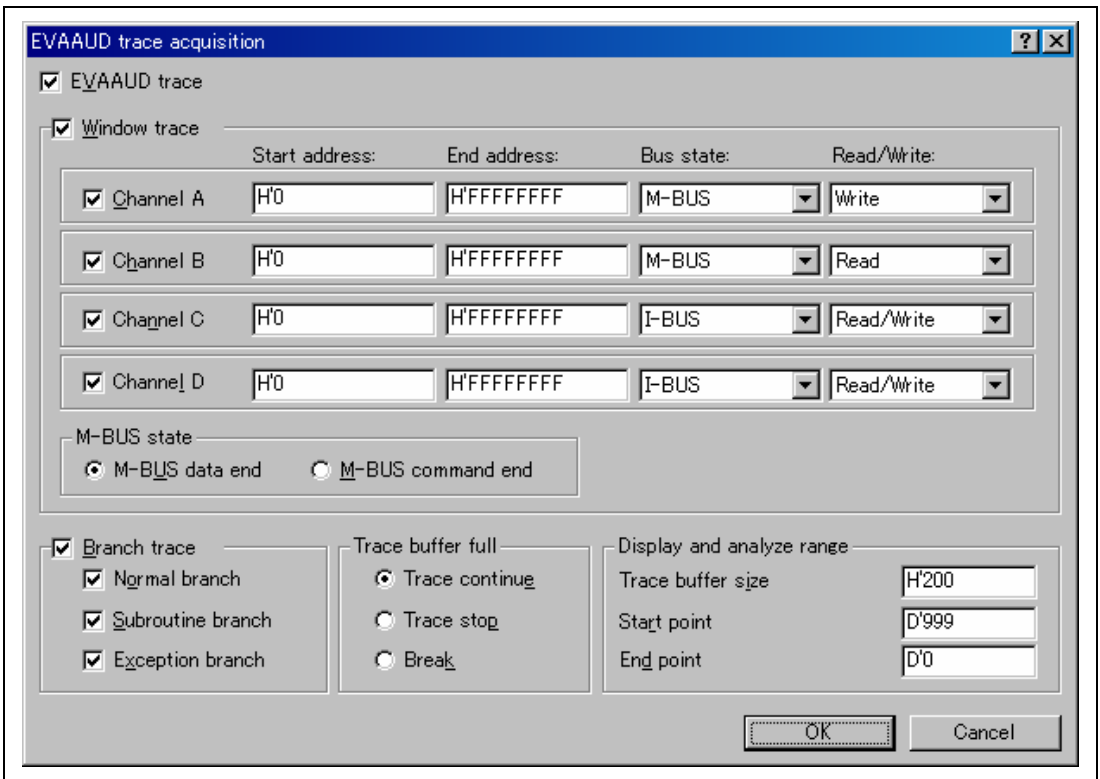 EVAAUD trace acquisition
EVAAUD trace
Window trace
Start address: End address: Bus state: Read/Write:
Channel A H'0 H'FFFFFFFF M-BUS Write
Channel B H'0 H'FFFFFFFF M-BUS Read
Channel C H'0 H'FFFFFFFF I-BUS Read/Write
Channel D H'0 H'FFFFFFFF I-BUS Read/Write
M-BUS state
M-BUS data end M-BUS command end
Branch trace Trace buffer full Display and analyze range
Normal branch Trace continue Trace buffer size H'200
Subroutine branch Trace stop Start point D'999
Exception branch Break End point D'0
OK Cancel